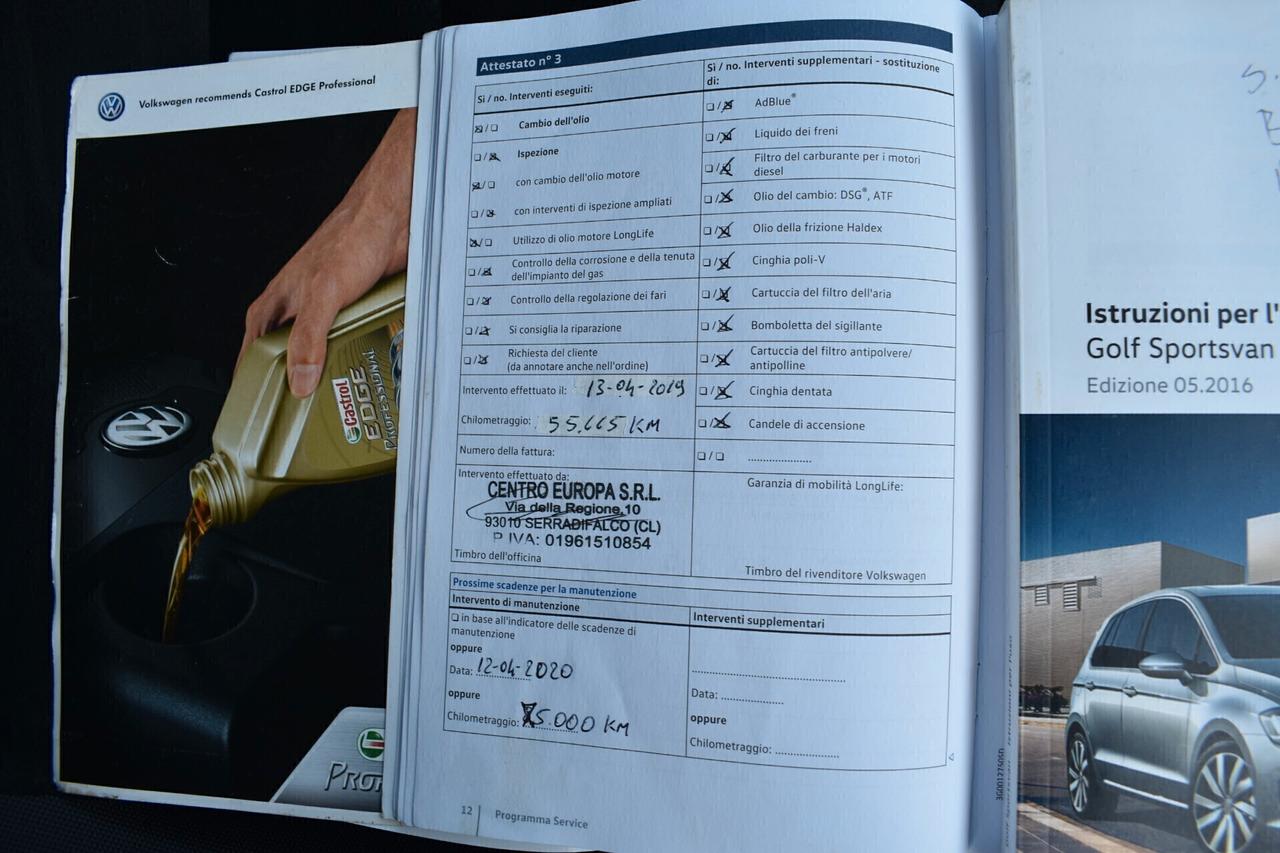 Volkswagen recommends Castrol EDGE Professional
Castrol
EDGE
PROFESSIONAL
Attestato n° 3
Sì / no. Interventi eseguiti:
Cambio dell'olio
Ispezione
con cambio dell'olio motore
con interventi di ispezione ampliati
Utilizzo di olio motore LongLife
Controllo della corrosione e della tenuta
dell'impianto del gas
Controllo della regolazione dei fari
Si consiglia la riparazione
Richiesta del cliente
(da annotare anche nell'ordine)
Intervento effettuato il: 13-04-2019
Chilometraggio: 55.665 KM
Numero della fattura:
Intervento effettuato da:
CENTRO EUROPA S.R.L.
Via della Regione,10
93010 SERRADIFALCO (CL)
P. IVA: 01961510854
Timbro dell'officina
Sì / no. Interventi supplementari - sostituzione
di:
AdBlue®
Liquido dei freni
Filtro del carburante per i motori
diesel
Olio del cambio: DSG®, ATF
Olio della frizione Haldex
Cinghia poli-V
Cartuccia del filtro dell'aria
Bomboletta del sigillante
Cartuccia del filtro antipolvere/
antipolline
Cinghia dentata
Candele di accensione
....................
Garanzia di mobilità LongLife:
Timbro del rivenditore Volkswagen
Prossime scadenze per la manutenzione
Intervento di manutenzione
in base all'indicatore delle scadenze di
manutenzione
oppure
Data: 12-04-2020
oppure
Chilometraggio: 5.000 KM
Interventi supplementari
Data: ....................
oppure
Chilometraggio: ....................
12
Programma Service
Istruzioni per l'
Golf Sportsvan
Edizione 05.2016